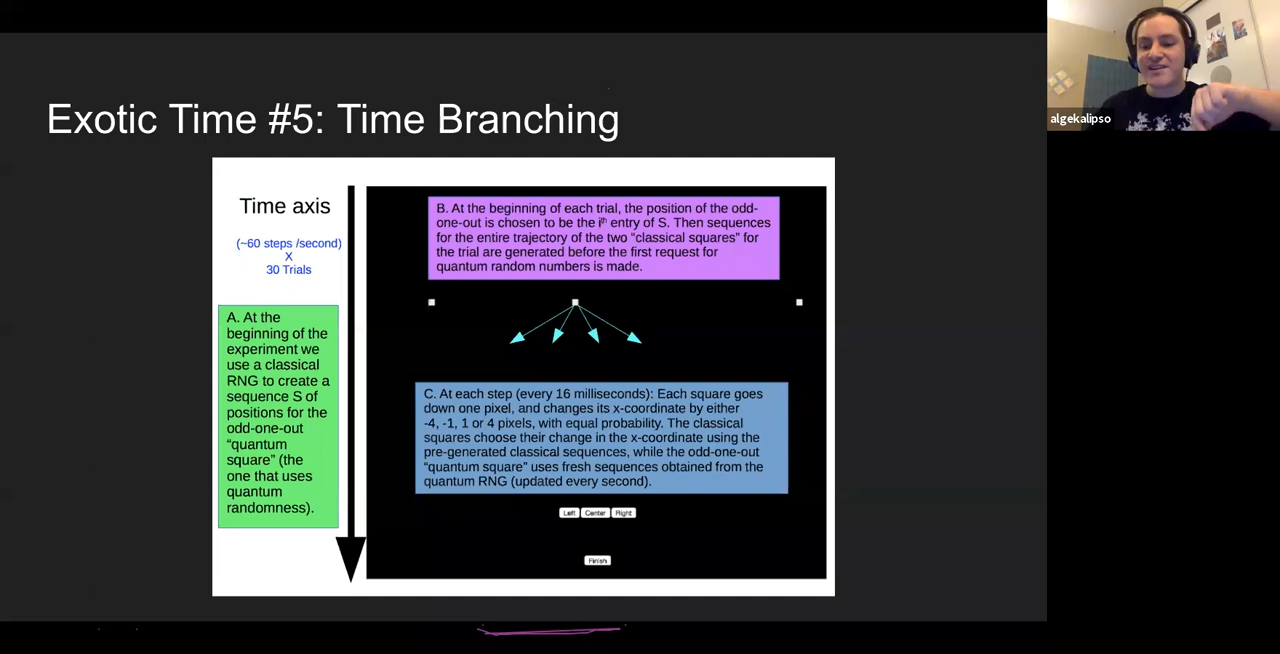 Exotic Time #5: Time Branching
algekalipso
Time axis
(~60 steps /second)
X
30 Trials
A. At the
beginning of the
experiment we
use a classical
RNG to create a
sequence S of
positions for the
odd-one-out
“quantum
square” (the
one that uses
quantum
randomness).
B. At the beginning of each trial, the position of the odd-
one-out is chosen to be the iᵗʰ entry of S. Then sequences
for the entire trajectory of the two “classical squares” for
the trial are generated before the first request for
quantum random numbers is made.
C. At each step (every 16 milliseconds): Each square goes
down one pixel, and changes its x-coordinate by either
-4, -1, 1 or 4 pixels, with equal probability. The classical
squares choose their change in the x-coordinate using the
pre-generated classical sequences, while the odd-one-out
“quantum square” uses fresh sequences obtained from the
quantum RNG (updated every second).
Left Center Right
Finish